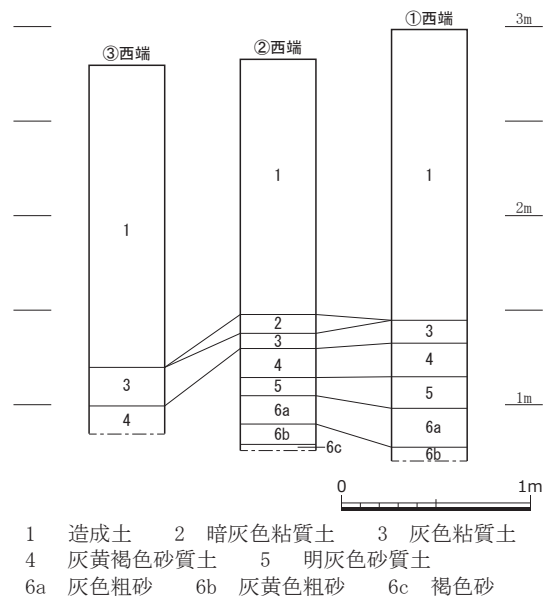 3m
①西端
②西端
③西端
1
1
1
2m
2
3
3
3
4
4
5
5
4
1m
6a
6a
6b
6c
6b
0 1m
1 造成土 2 暗灰色粘質土 3 灰色粘質土
4 灰黄褐色砂質土 5 明灰色砂質土
6a 灰色粗砂 6b 灰黄色粗砂 6c 褐色砂